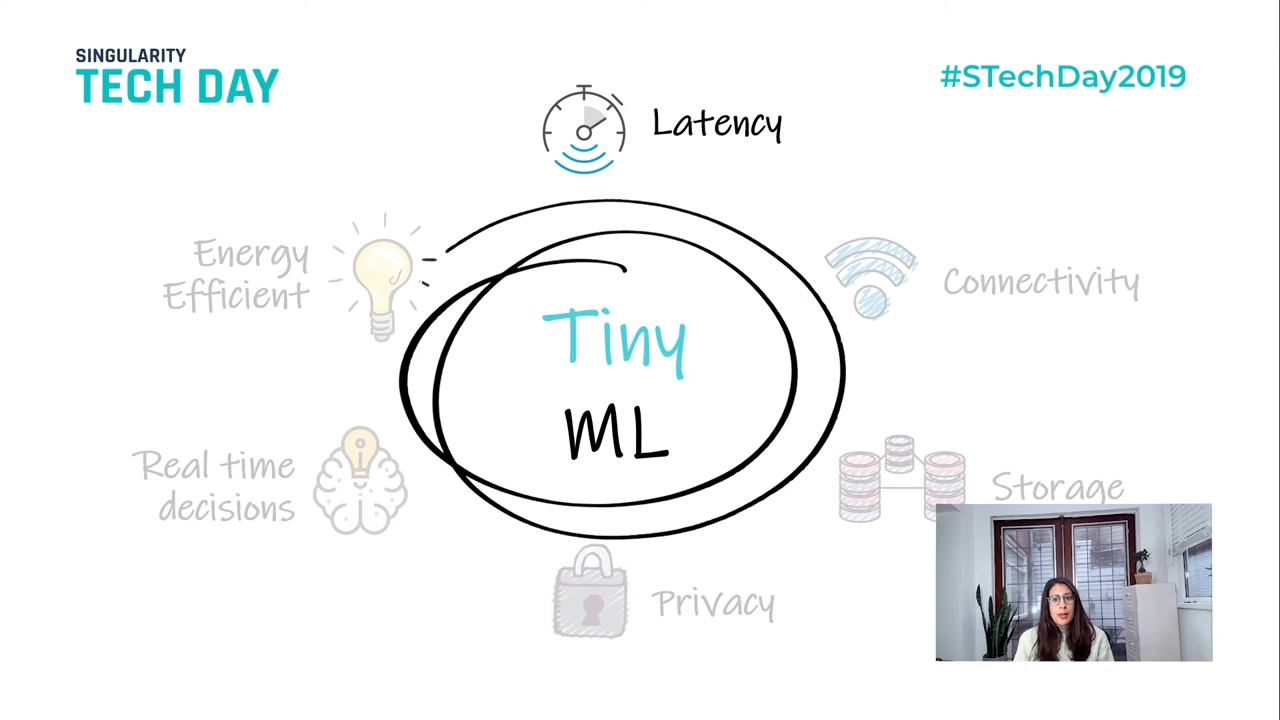 SINGULARITY
TECH DAY
#STechDay2019
Latency
Energy
Efficient
Connectivity
Tiny
ML
Real time
decisions
Storage
Privacy